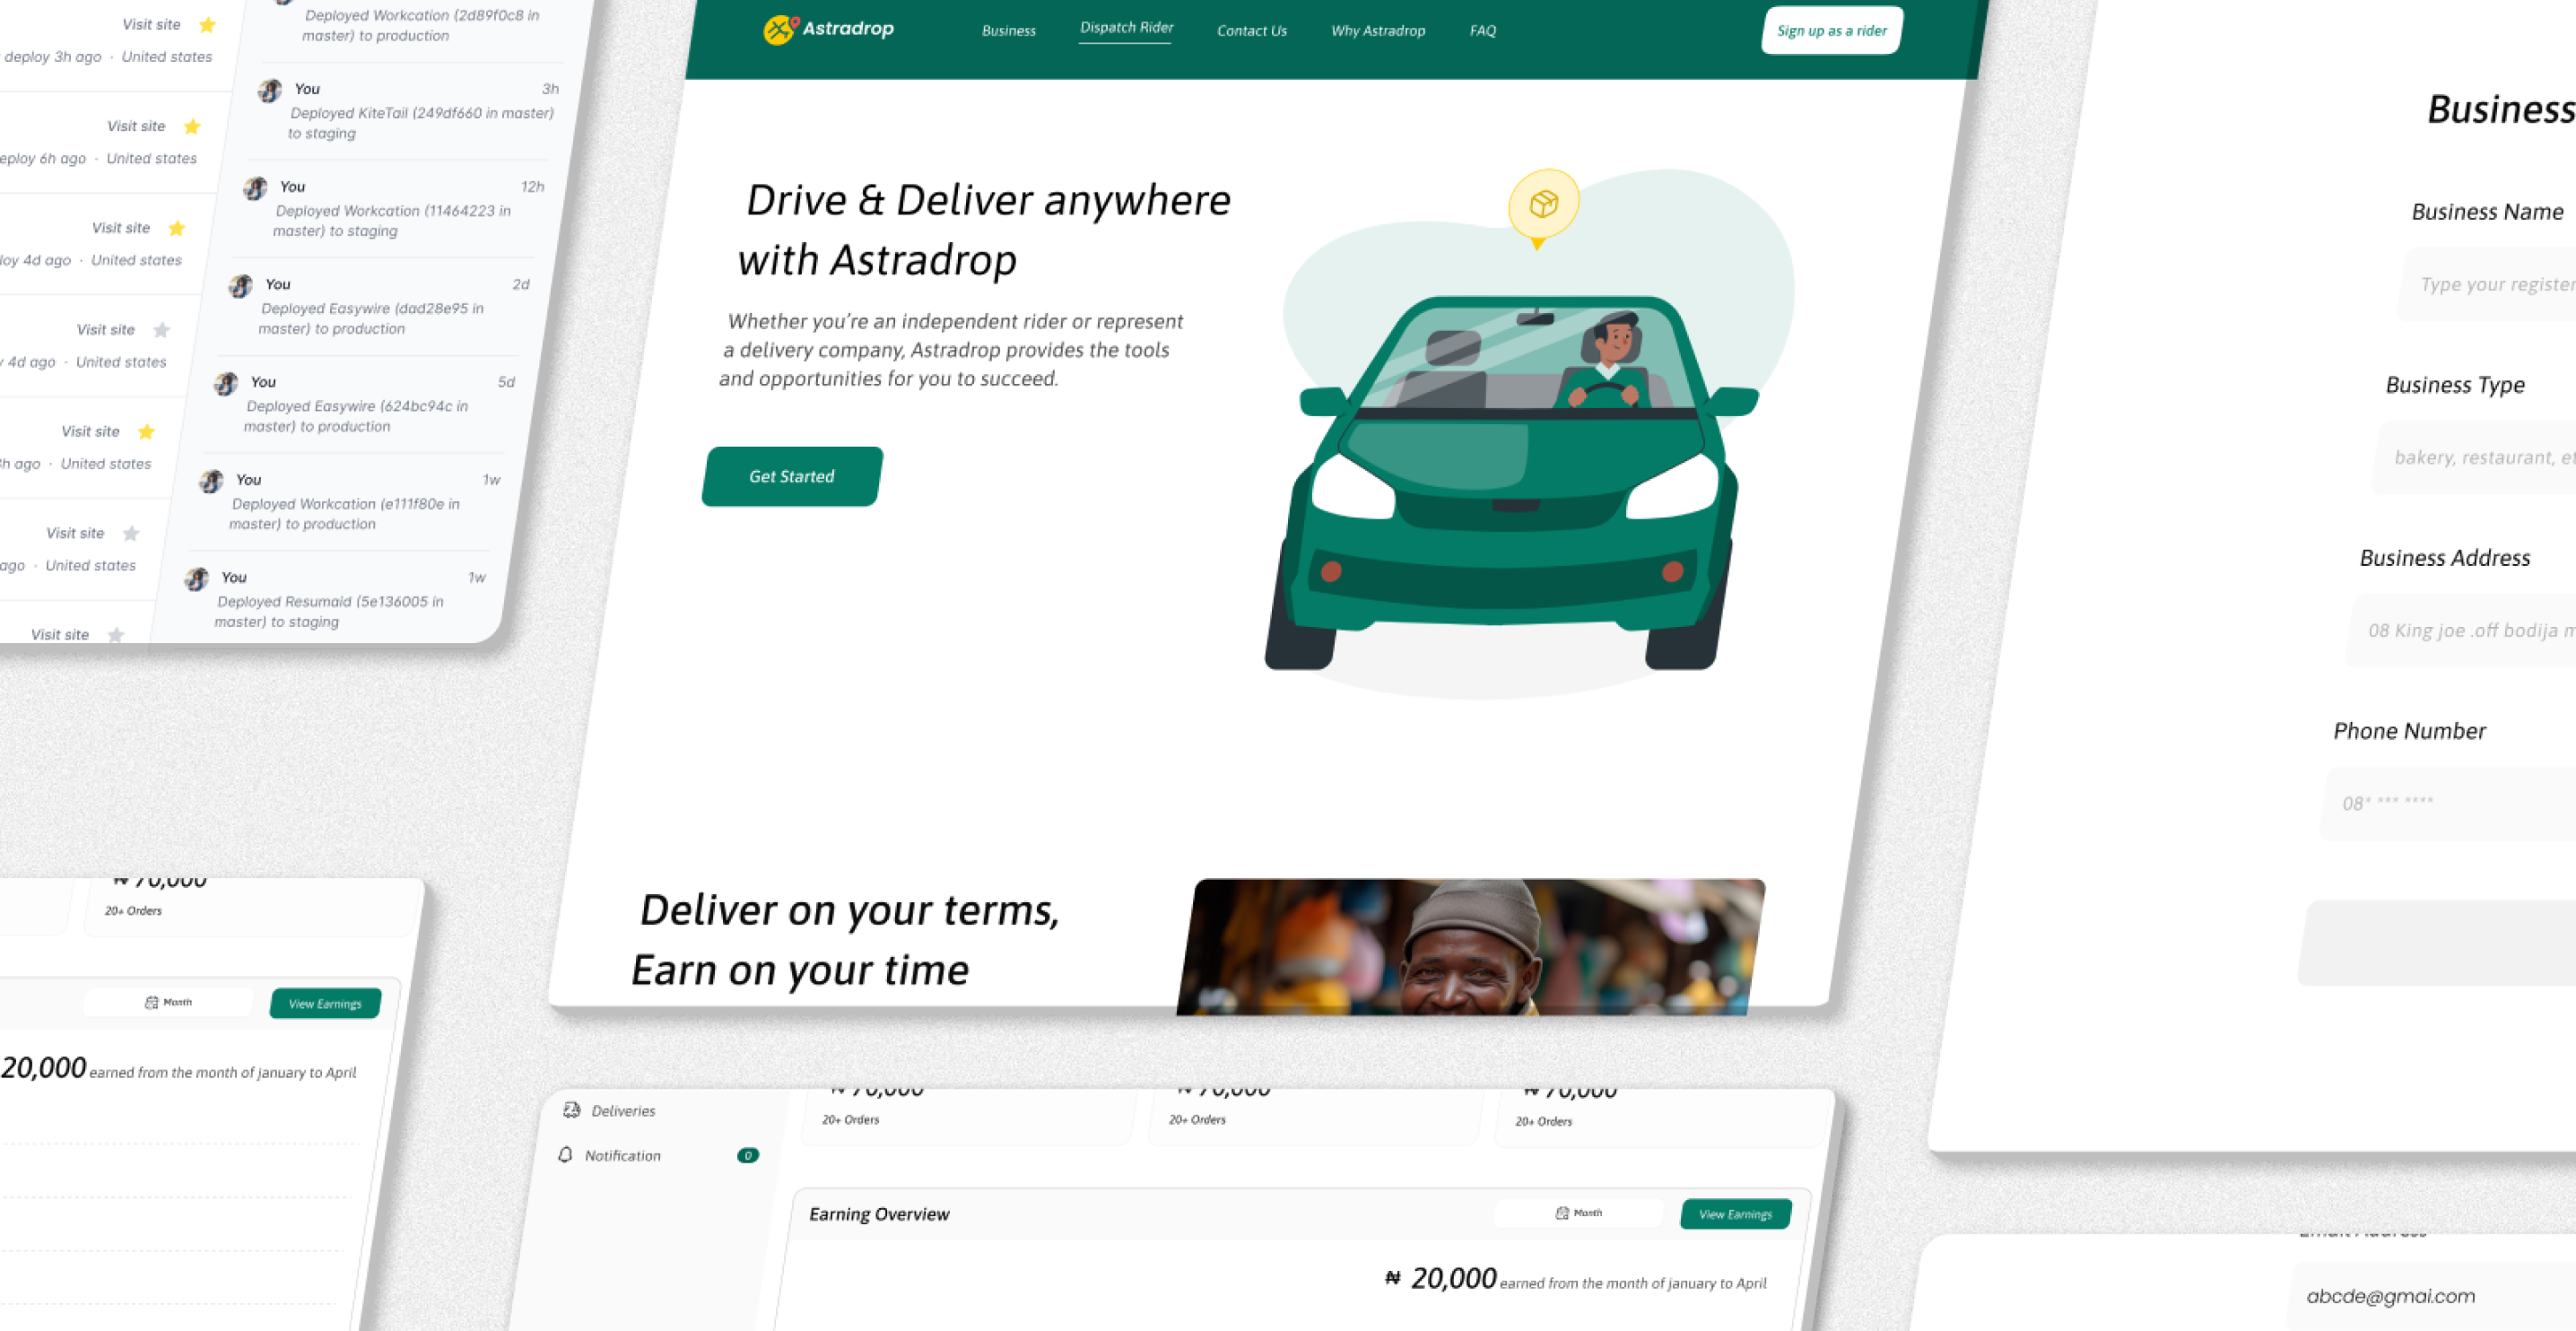 Visit site
deploy 3h ago · United states
Visit site
ago · United states
Visit site
4d ago · United states
Visit site
4d ago · United states
Visit site
ago · United states
Visit site
ago · United states
Visit site
Deployed Workcation (2d89f0c8 in
master) to production
You 3h
Deployed KiteTail (249df660 in master)
to staging
You 12h
Deployed Workcation (11464223 in
master) to staging
You 2d
Deployed Easywire (dad28e95 in
master) to production
You 5d
Deployed Easywire (624bc94c in
master) to production
You 1w
Deployed Workcation (e111f80e in
master) to production
You 1w
Deployed Resumaid (5e136005 in
master) to staging
Astradrop Business Dispatch Rider Contact Us Why Astradrop FAQ Sign up as a rider
Drive & Deliver anywhere
with Astradrop
Whether you're an independent rider or represent
a delivery company, Astradrop provides the tools
and opportunities for you to succeed.
Get Started
Deliver on your terms,
Earn on your time
Business
Business Name
Type your register
Business Type
bakery, restaurant,
Business Address
08 King joe .off bodija
Phone Number
08* *** ****
₦ 70,000
20+ Orders
Month View Earnings
20,000 earned from the month of january to April
Deliveries
Notification 0
₦ 70,000 ₦ 70,000 ₦ 70,000
20+ Orders 20+ Orders 20+ Orders
Earning Overview Month View Earnings
₦ 20,000 earned from the month of january to April
abcde@gmai.com